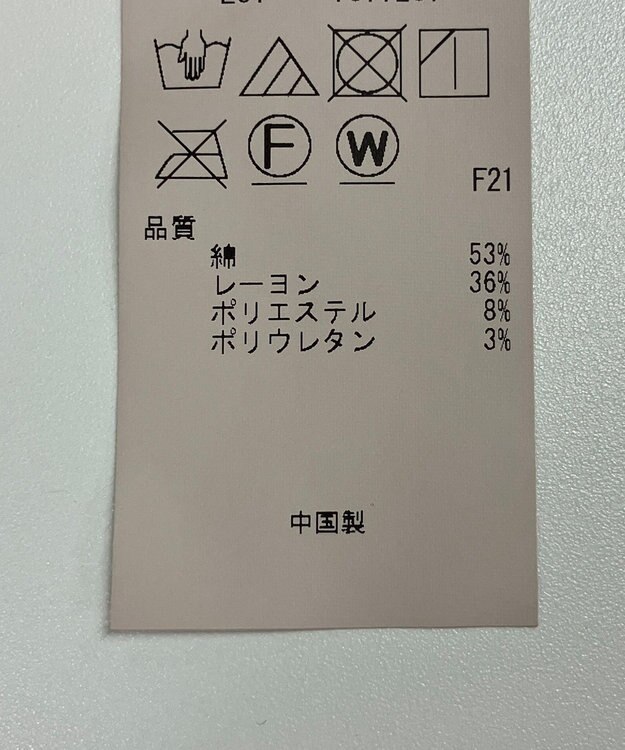 F W
F21
品質
綿 53%
レーヨン 36%
ポリエステル 8%
ポリウレタン 3%
中国製